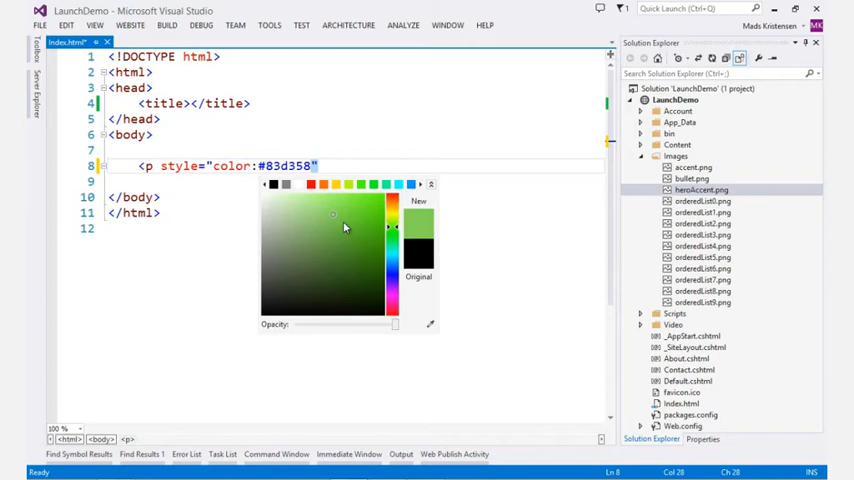 LaunchDemo - Microsoft Visual Studio
1
Quick Launch (Ctrl+Q)
FILE EDIT VIEW WEBSITE BUILD DEBUG TEAM TOOLS TEST ARCHITECTURE ANALYZE WINDOW HELP
Mads Kristensen MK
Toolbox
Server Explorer
Index.html*
1 <!DOCTYPE html>
2 <html>
3 <head>
4 <title></title>
5 </head>
6 <body>
7
8 <p style="color:#83d358"
9
10 </body>
11 </html>
12
New
Original
Opacity:
100 %
<html> <body> <p>
Solution Explorer
Search Solution Explorer (Ctrl+;)
Solution 'LaunchDemo' (1 project)
LaunchDemo
Account
App_Data
bin
Content
Images
accent.png
bullet.png
heroAccent.png
orderedList0.png
orderedList1.png
orderedList2.png
orderedList3.png
orderedList4.png
orderedList5.png
orderedList6.png
orderedList7.png
orderedList8.png
orderedList9.png
Scripts
Video
_AppStart.cshtml
_SiteLayout.cshtml
About.cshtml
Contact.cshtml
Default.cshtml
favicon.ico
Index.html
packages.config
Web.config
Solution Explorer Properties
Find Symbol Results Find Results 1 Error List Task List Command Window Immediate Window Output Web Publish Activity
Ready Ln 8 Col 28 Ch 28 INS